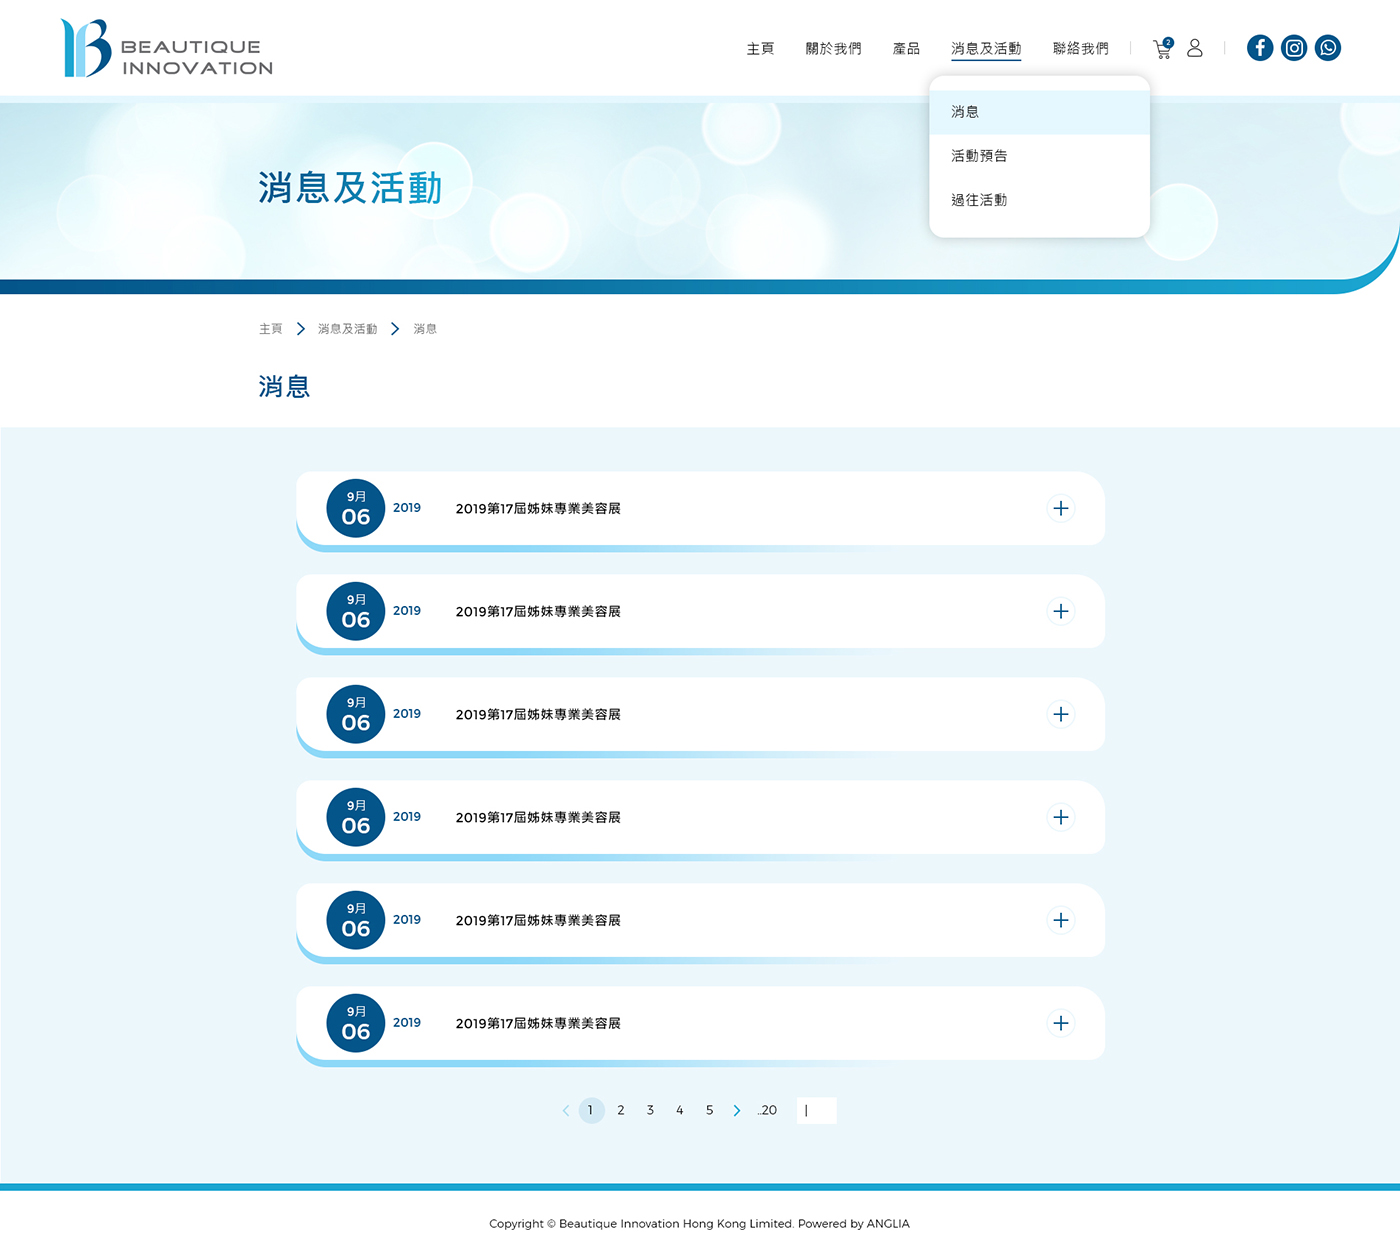 BEAUTIQUE
INNOVATION
主頁 關於我們 產品 消息及活動 聯絡我們 2
消息
活動預告
過往活動
消息及活動
主頁 消息及活動 消息
消息
9月
06
2019
2019第17屆姊妹專業美容展
9月
06
2019
2019第17屆姊妹專業美容展
9月
06
2019
2019第17屆姊妹專業美容展
9月
06
2019
2019第17屆姊妹專業美容展
9月
06
2019
2019第17屆姊妹專業美容展
9月
06
2019
2019第17屆姊妹專業美容展
1 2 3 4 5 ..20
Copyright © Beautique Innovation Hong Kong Limited. Powered by ANGLIA